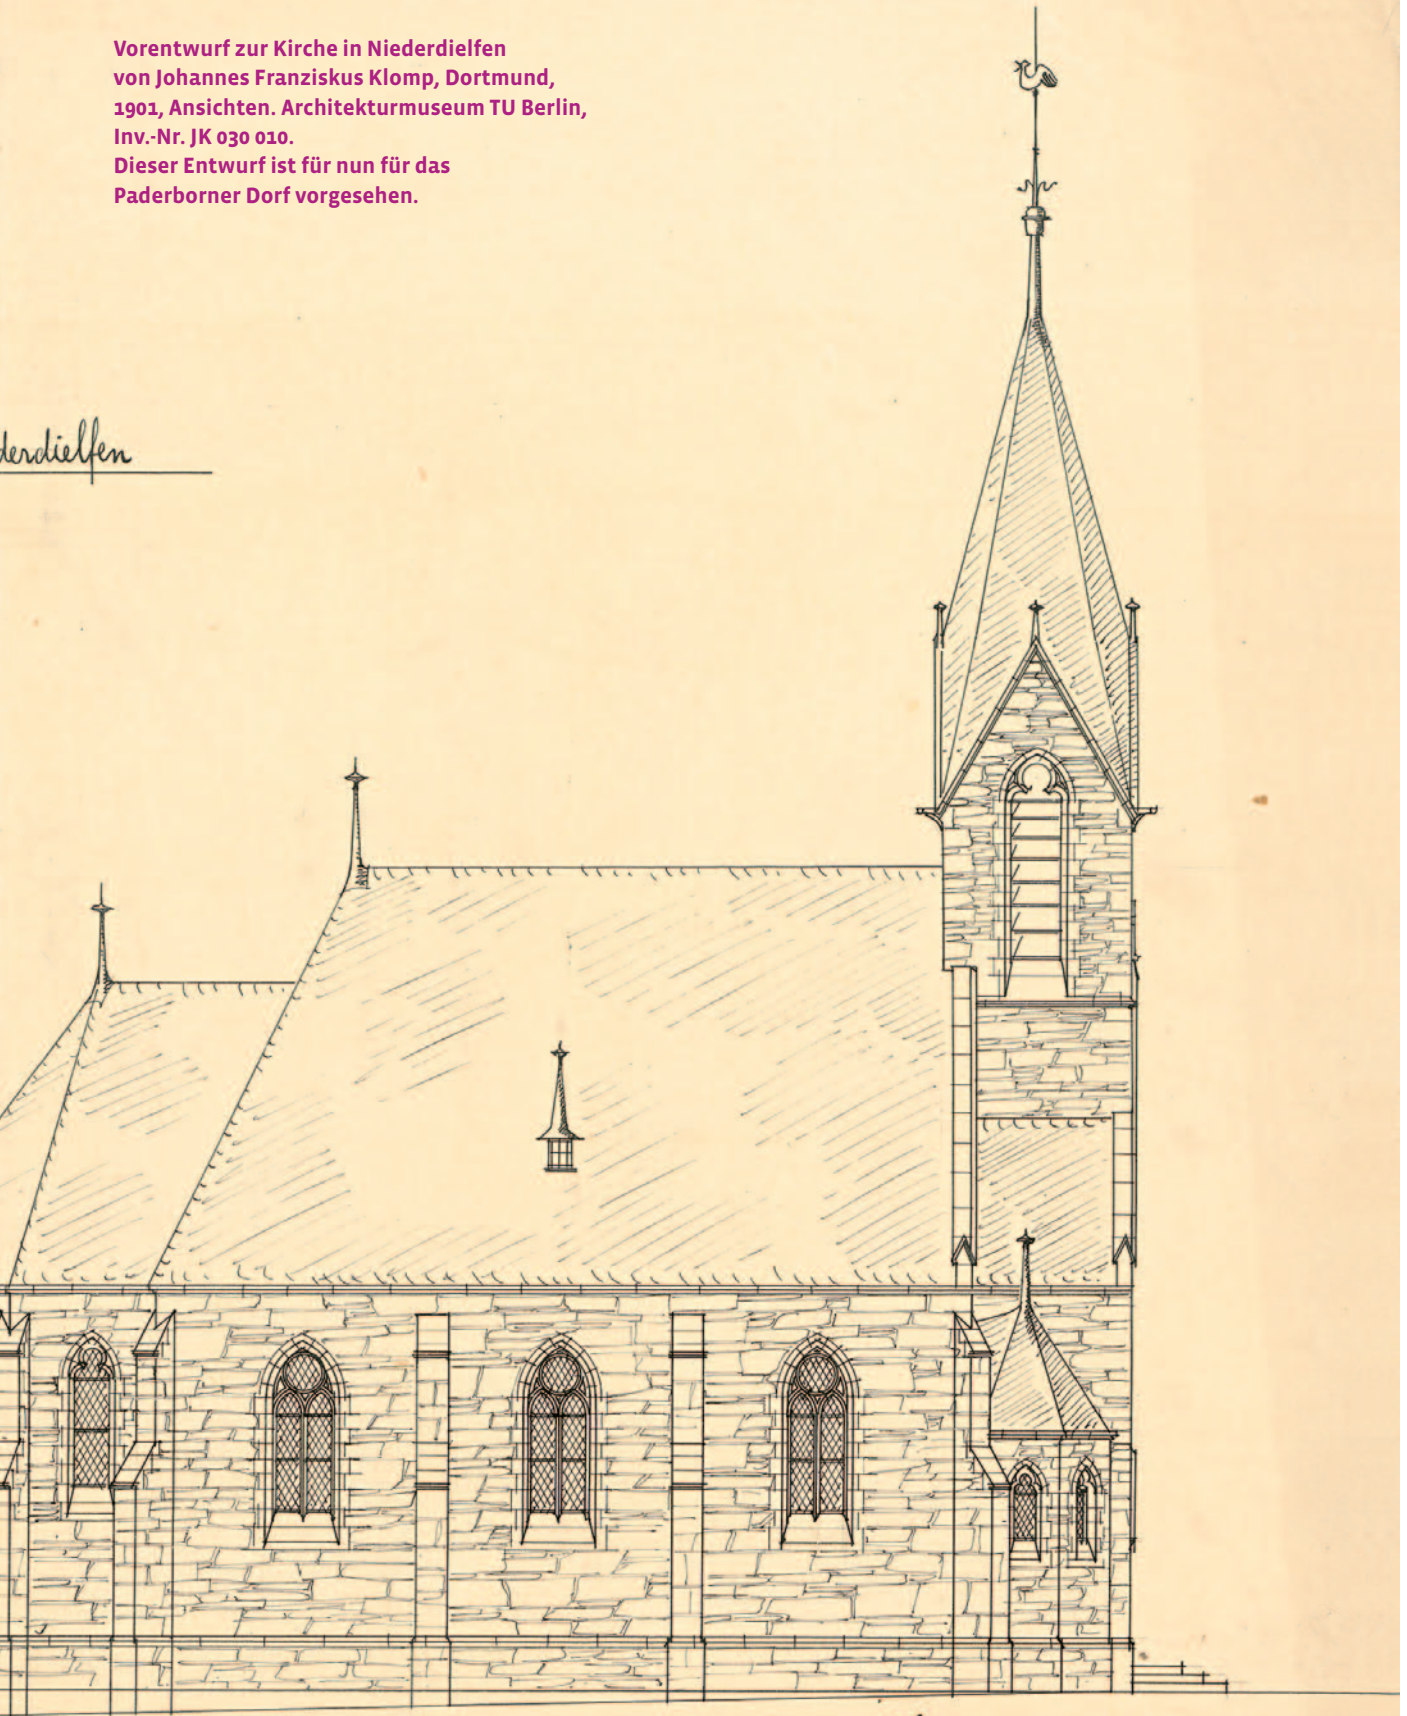 Vorentwurf zur Kirche in Niederdielfen
von Johannes Franziskus Klomp, Dortmund,
1901, Ansichten. Architekturmuseum TU Berlin,
Inv.-Nr. JK 030 010.
Dieser Entwurf ist für nun für das
Paderborner Dorf vorgesehen.
derdielfen